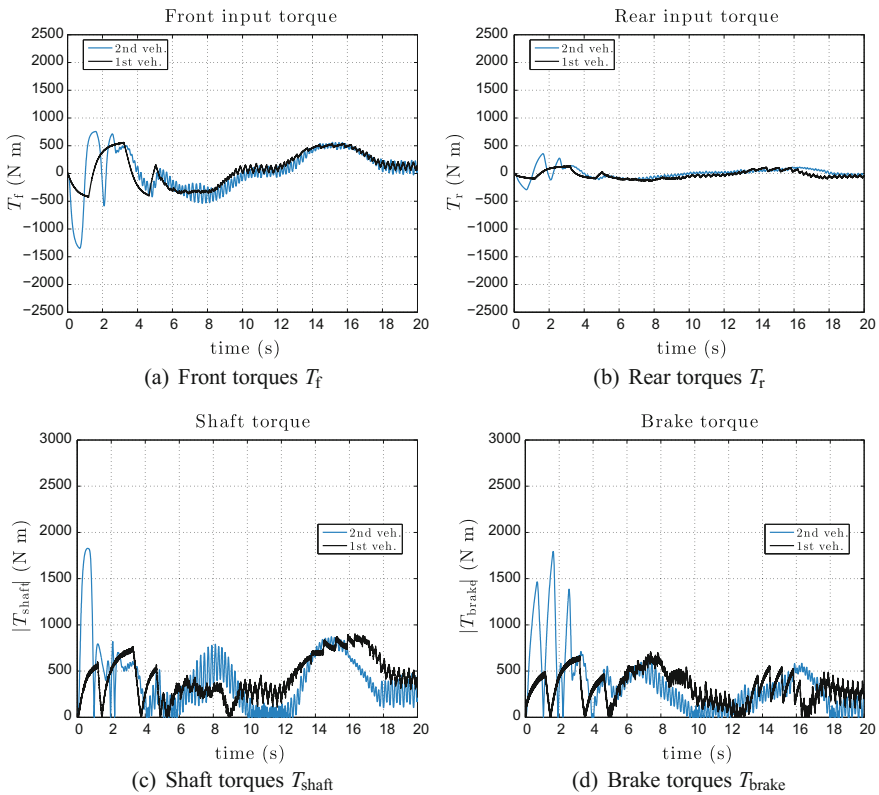 Front input torque
2500
2000
1500
1000
500
0
−500
−1000
−1500
−2000
−2500
T_f (N m)
2nd veh.
1st veh.
0 2 4 6 8 10 12 14 16 18 20
time (s)
(a) Front torques T_f
Rear input torque
2500
2000
1500
1000
500
0
−500
−1000
−1500
−2000
−2500
T_r (N m)
2nd veh.
1st veh.
0 2 4 6 8 10 12 14 16 18 20
time (s)
(b) Rear torques T_r
Shaft torque
3000
2500
2000
1500
1000
500
0
|T_shaft| (N m)
2nd veh.
1st veh.
0 2 4 6 8 10 12 14 16 18 20
time (s)
(c) Shaft torques T_shaft
Brake torque
3000
2500
2000
1500
1000
500
0
|T_brake| (N m)
2nd veh.
1st veh.
0 2 4 6 8 10 12 14 16 18 20
time (s)
(d) Brake torques T_brake